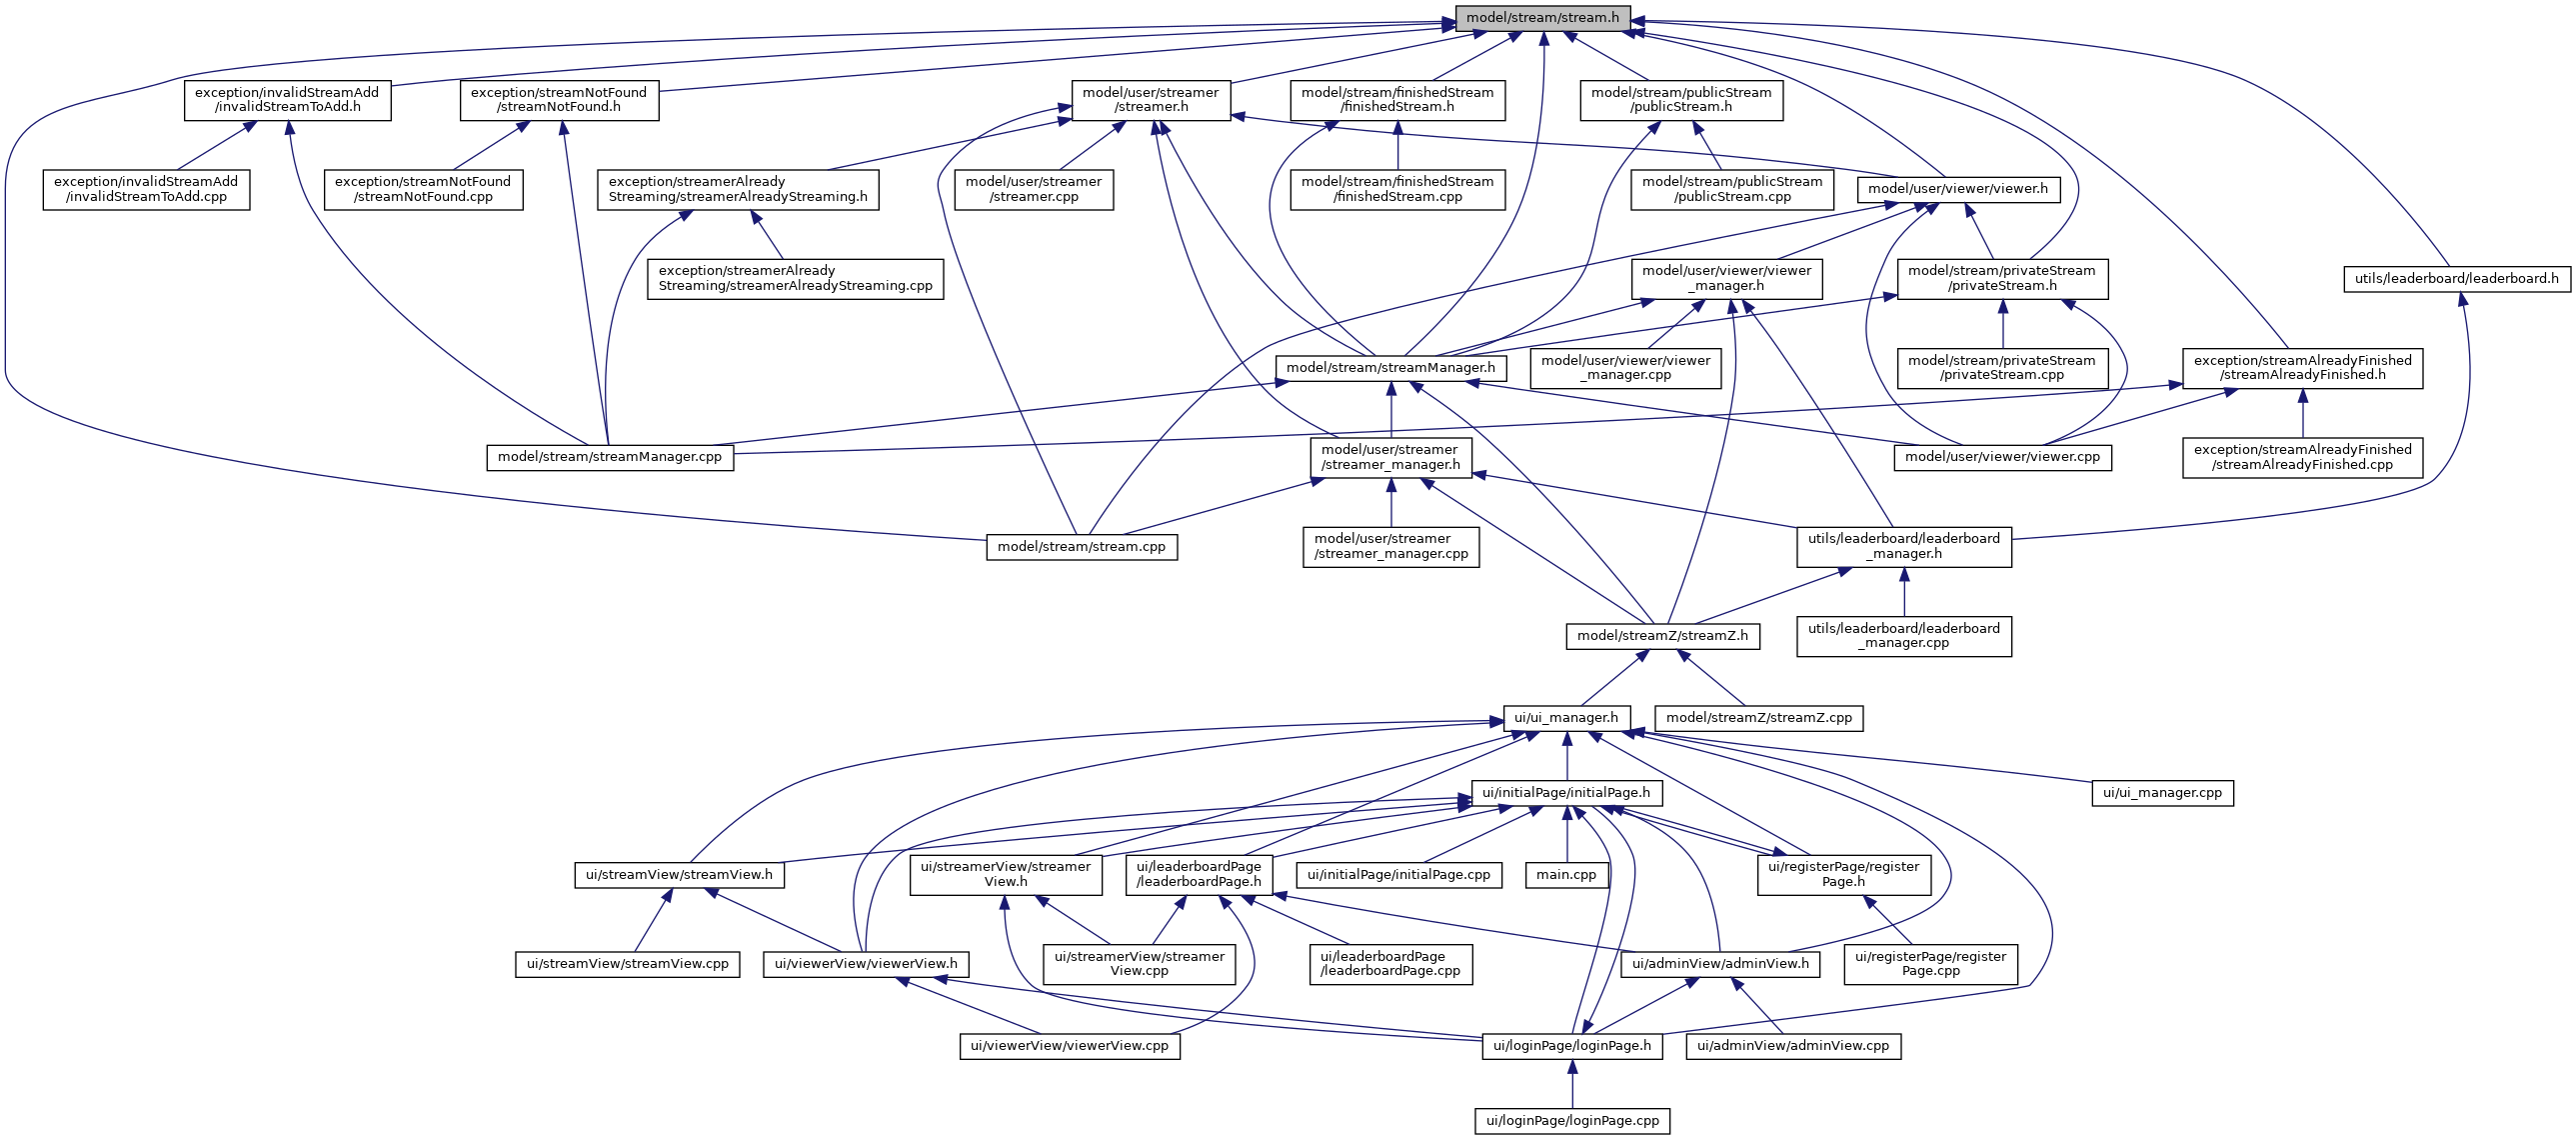 model/stream/stream.h
exception/invalidStreamAdd
/invalidStreamToAdd.h
exception/streamNotFound
/streamNotFound.h
model/user/streamer
/streamer.h
model/stream/finishedStream
/finishedStream.h
model/stream/publicStream
/publicStream.h
exception/invalidStreamAdd
/invalidStreamToAdd.cpp
exception/streamNotFound
/streamNotFound.cpp
exception/streamerAlready
Streaming/streamerAlreadyStreaming.h
model/user/streamer
/streamer.cpp
model/stream/finishedStream
/finishedStream.cpp
model/stream/publicStream
/publicStream.cpp
model/user/viewer/viewer.h
exception/streamerAlready
Streaming/streamerAlreadyStreaming.cpp
model/user/viewer/viewer
_manager.h
model/stream/privateStream
/privateStream.h
utils/leaderboard/leaderboard.h
model/stream/streamManager.h
model/user/viewer/viewer
_manager.cpp
model/stream/privateStream
/privateStream.cpp
exception/streamAlreadyFinished
/streamAlreadyFinished.h
model/stream/streamManager.cpp
model/user/streamer
/streamer_manager.h
model/user/viewer/viewer.cpp
exception/streamAlreadyFinished
/streamAlreadyFinished.cpp
model/stream/stream.cpp
model/user/streamer
/streamer_manager.cpp
utils/leaderboard/leaderboard
_manager.h
model/streamZ/streamZ.h
utils/leaderboard/leaderboard
_manager.cpp
ui/ui_manager.h
model/streamZ/streamZ.cpp
ui/initialPage/initialPage.h
ui/ui_manager.cpp
ui/streamView/streamView.h
ui/streamerView/streamer
View.h
ui/leaderboardPage
/leaderboardPage.h
ui/initialPage/initialPage.cpp
main.cpp
ui/registerPage/register
Page.h
ui/streamView/streamView.cpp
ui/viewerView/viewerView.h
ui/streamerView/streamer
View.cpp
ui/leaderboardPage
/leaderboardPage.cpp
ui/adminView/adminView.h
ui/registerPage/register
Page.cpp
ui/viewerView/viewerView.cpp
ui/loginPage/loginPage.h
ui/adminView/adminView.cpp
ui/loginPage/loginPage.cpp